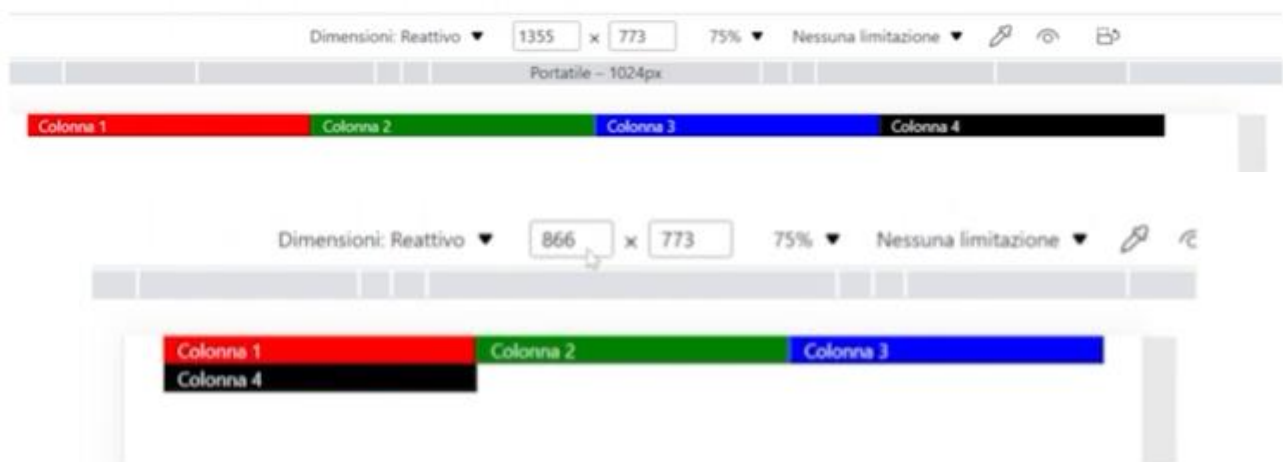 Dimensioni: Reattivo ▼ 1355 x 773 75% ▼ Nessuna limitazione ▼
Portatile – 1024px
Colonna 1 Colonna 2 Colonna 3 Colonna 4
Dimensioni: Reattivo ▼ 866 x 773 75% ▼ Nessuna limitazione ▼
Colonna 1 Colonna 2 Colonna 3
Colonna 4